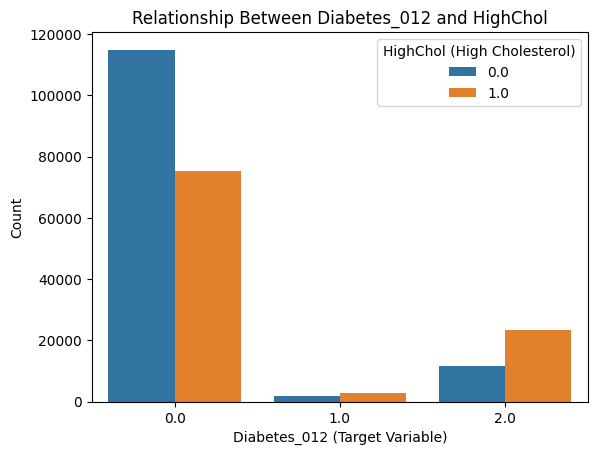 Relationship Between Diabetes_012 and HighChol
120000
100000
80000
60000
40000
20000
0
Count
HighChol (High Cholesterol)
0.0
1.0
0.0 1.0 2.0
Diabetes_012 (Target Variable)